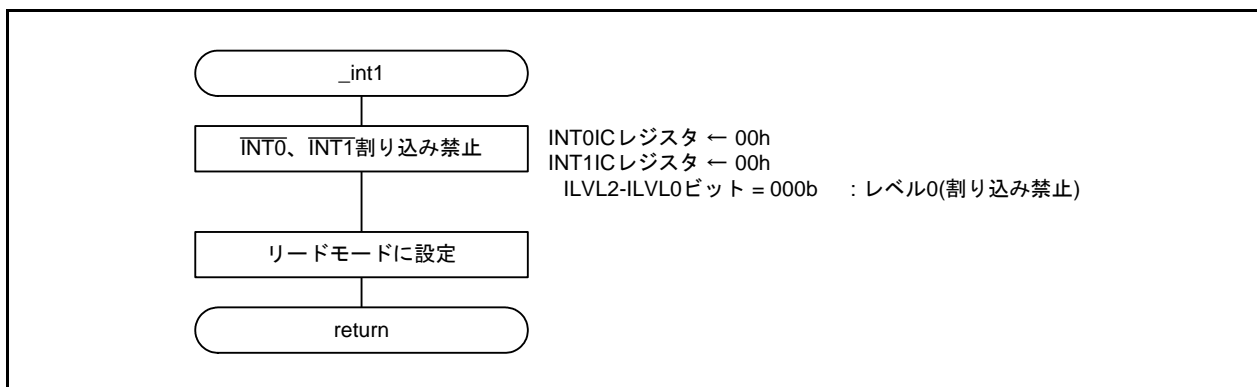 _int1
INT0、INT1割り込み禁止
INT0ICレジスタ ← 00h
INT1ICレジスタ ← 00h
ILVL2-ILVL0ビット = 000b : レベル0(割り込み禁止)
リードモードに設定
return